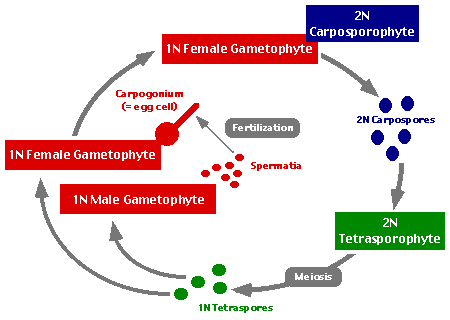 2N
Carposporophyte
1N Female Gametophyte
Carpogonium
(= egg cell)
Fertilization
2N Carpospores
1N Female Gametophyte
Spermatia
1N Male Gametophyte
2N
Tetrasporophyte
Meiosis
1N Tetraspores